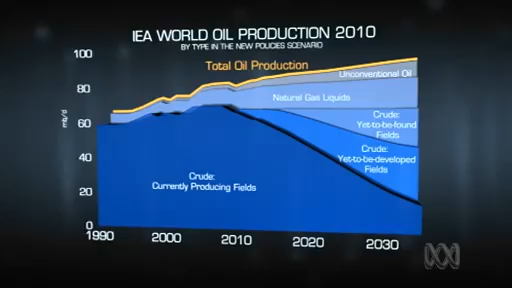 IEA WORLD OIL PRODUCTION 2010
BY TYPE IN THE NEW POLICIES SCENARIO
100
80
60
40
20
0
mb/d
Total Oil Production
Unconventional Oil
Natural Gas Liquids
Crude:
Yet-to-be-found
Fields
Crude:
Yet-to-be-developed
Fields
Crude:
Currently Producing Fields
1990
2000
2010
2020
2030
ABC